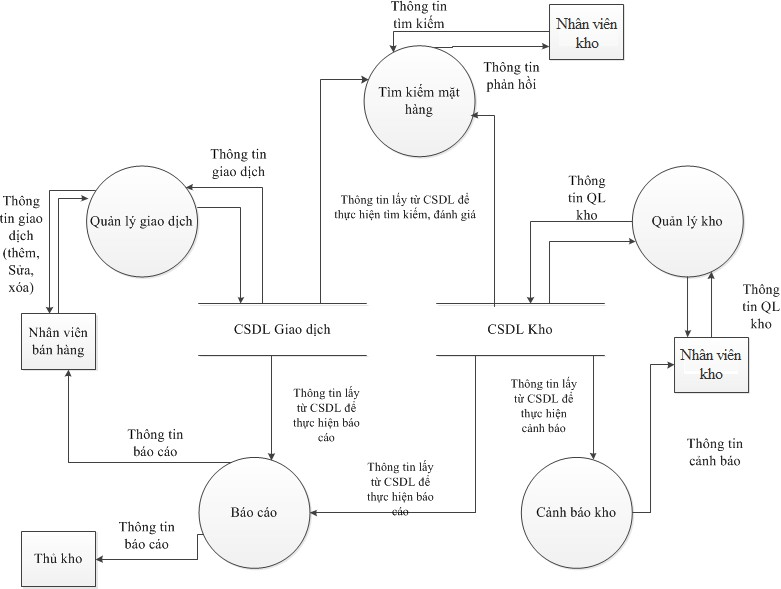 Thông tin
tìm kiếm
Nhân viên
kho
Thông tin
phản hồi
Tìm kiếm mặt
hàng
Thông tin
giao dịch
Thông
tin giao
dịch
(thêm,
Sửa,
xóa)
Quản lý giao dịch
Thông tin lấy từ CSDL để
thực hiện tìm kiếm, đánh giá
Thông
tin QL
kho
Quản lý kho
Thông
tin QL
kho
Nhân viên
bán hàng
CSDL Giao dịch
CSDL Kho
Nhân viên
kho
Thông tin lấy
từ CSDL để
thực hiện báo
cáo
Thông tin lấy
từ CSDL để
thực hiện
cảnh báo
Thông tin
báo cáo
Thông tin
cảnh báo
Thông tin lấy
từ CSDL để
thực hiện báo
cáo
Báo cáo
Cảnh báo kho
Thông tin
báo cáo
Thủ kho